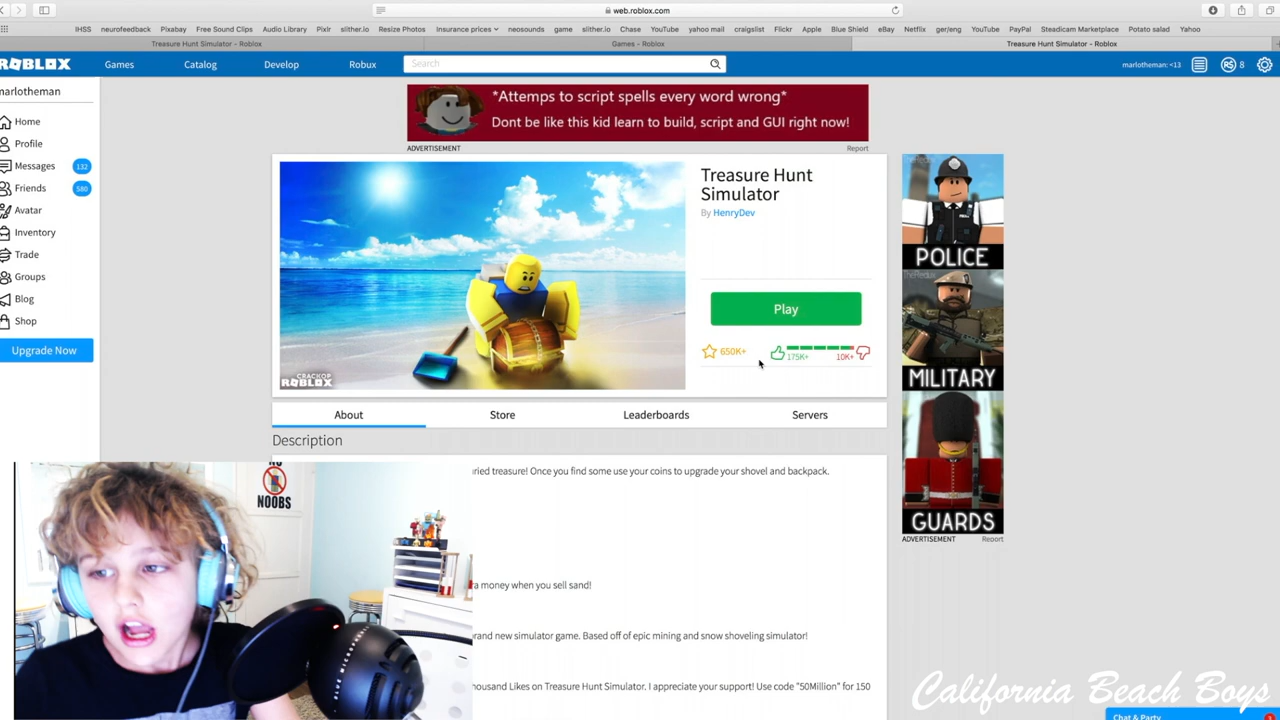 web.roblox.com
IHSS neurofeedback Pixabay Free Sound Clips Audio Library Pixlr slither.io Resize Photos Insurance prices neosounds game slither.io Chase YouTube yahoo mail craigslist Flickr Apple Blue Shield eBay Netflix ger/eng YouTube PayPal Steadicam Marketplace Potato salad Yahoo
Treasure Hunt Simulator - Roblox Games - Roblox Treasure Hunt Simulator - Roblox
ROBLOX Games Catalog Develop Robux Search marlotheman: <13 R$ 8
marlotheman
Home
Profile
Messages 132
Friends 580
Avatar
Inventory
Trade
Groups
Blog
Shop
Upgrade Now
*Attemps to script spells every word wrong*
Dont be like this kid learn to build, script and GUI right now!
ADVERTISEMENT Report
Treasure Hunt
Simulator
By HenryDev
Play
650K+ 175K+ 10K+
CRACKOP
ROBLOX
About Store Leaderboards Servers
Description
ried treasure! Once you find some use your coins to upgrade your shovel and backpack.
a money when you sell sand!
rand new simulator game. Based off of epic mining and snow shoveling simulator!
housand Likes on Treasure Hunt Simulator. I appreciate your support! Use code "50Million" for 150
TheRedux
POLICE
TheRedux
MILITARY
GUARDS
ADVERTISEMENT Report
NO
NOOBS
California Beach Boys
Chat & Party